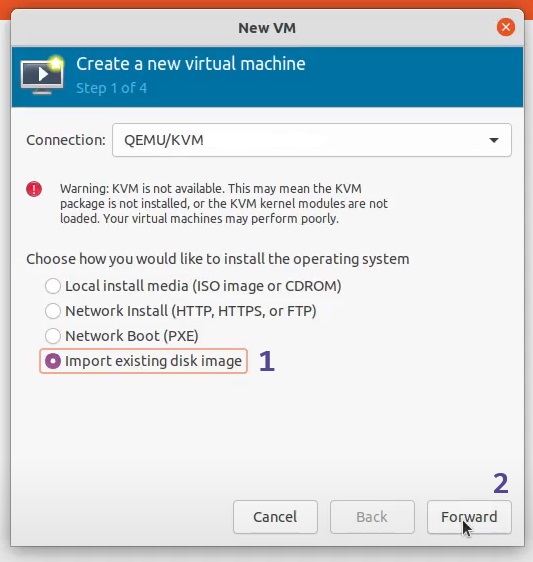 New VM
Create a new virtual machine
Step 1 of 4
Connection: QEMU/KVM
Warning: KVM is not available. This may mean the KVM
package is not installed, or the KVM kernel modules are not
loaded. Your virtual machines may perform poorly.
Choose how you would like to install the operating system
Local install media (ISO image or CDROM)
Network Install (HTTP, HTTPS, or FTP)
Network Boot (PXE)
Import existing disk image 1
2
Cancel Back Forward